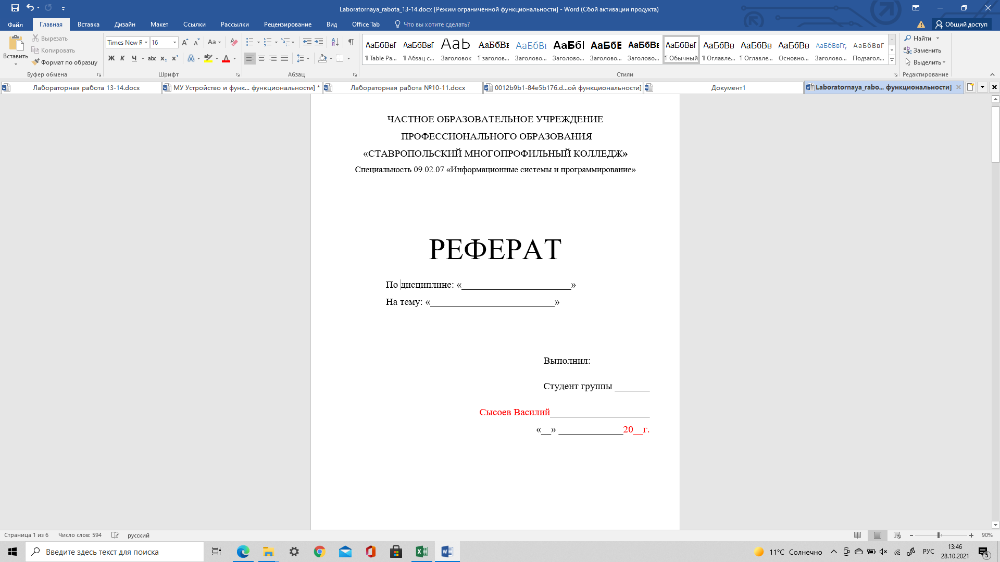 Laboratornaya_rabota_13-14.docx [Режим ограниченной функциональности] - Word (Сбой активации продукта)
Файл Главная Вставка Дизайн Макет Ссылки Рассылки Рецензирование Вид Office Tab Что вы хотите сделать? Общий доступ
Вставить
Вырезать
Копировать
Формат по образцу
Буфер обмена
Times New R 16
Ж К Ч abc x₂ x²
Шрифт
Абзац
АаБбВвГ АаБбВвГ АаЬ АаБбВв АаБбВв АаБбІ АаБбВ АаБбВв АаБбВвГ АаБбВв АаБбВв АаБбВв АаБбВвГг, АаБбВвГ
¶ Table Pa... ¶ Абзац с... Заголовок ¶ заголов... Заголово... Заголово... Заголово... Заголово... ¶ Обычный ¶ Оглавле... ¶ Оглавле... Основно... Заголово... Подзагол...
Стили
Найти
Заменить
Выделить
Редактирование
Лабораторная работа 13-14.docx МУ Устройство и функ... функциональности] * Лабораторная работа №10-11.docx 0012b9b1-84e5b176.d...ой функциональности] Документ1 Laboratornaya_rabo... функциональности]
ЧАСТНОЕ ОБРАЗОВАТЕЛЬНОЕ УЧРЕЖДЕНИЕ
ПРОФЕССИОНАЛЬНОГО ОБРАЗОВАНИЯ
«СТАВРОПОЛЬСКИЙ МНОГОПРОФИЛЬНЫЙ КОЛЛЕДЖ»
Специальность 09.02.07 «Информационные системы и программирование»
РЕФЕРАТ
По дисциплине: «______________________»
На тему: «_________________________»
Выполнил:
Студент группы _______
Сысоев Василий____________________
«__» _____________20__г.
Страница 1 из 6 Число слов: 594 русский 90%
Введите здесь текст для поиска
11°C Солнечно РУС 13:46
28.10.2021
5